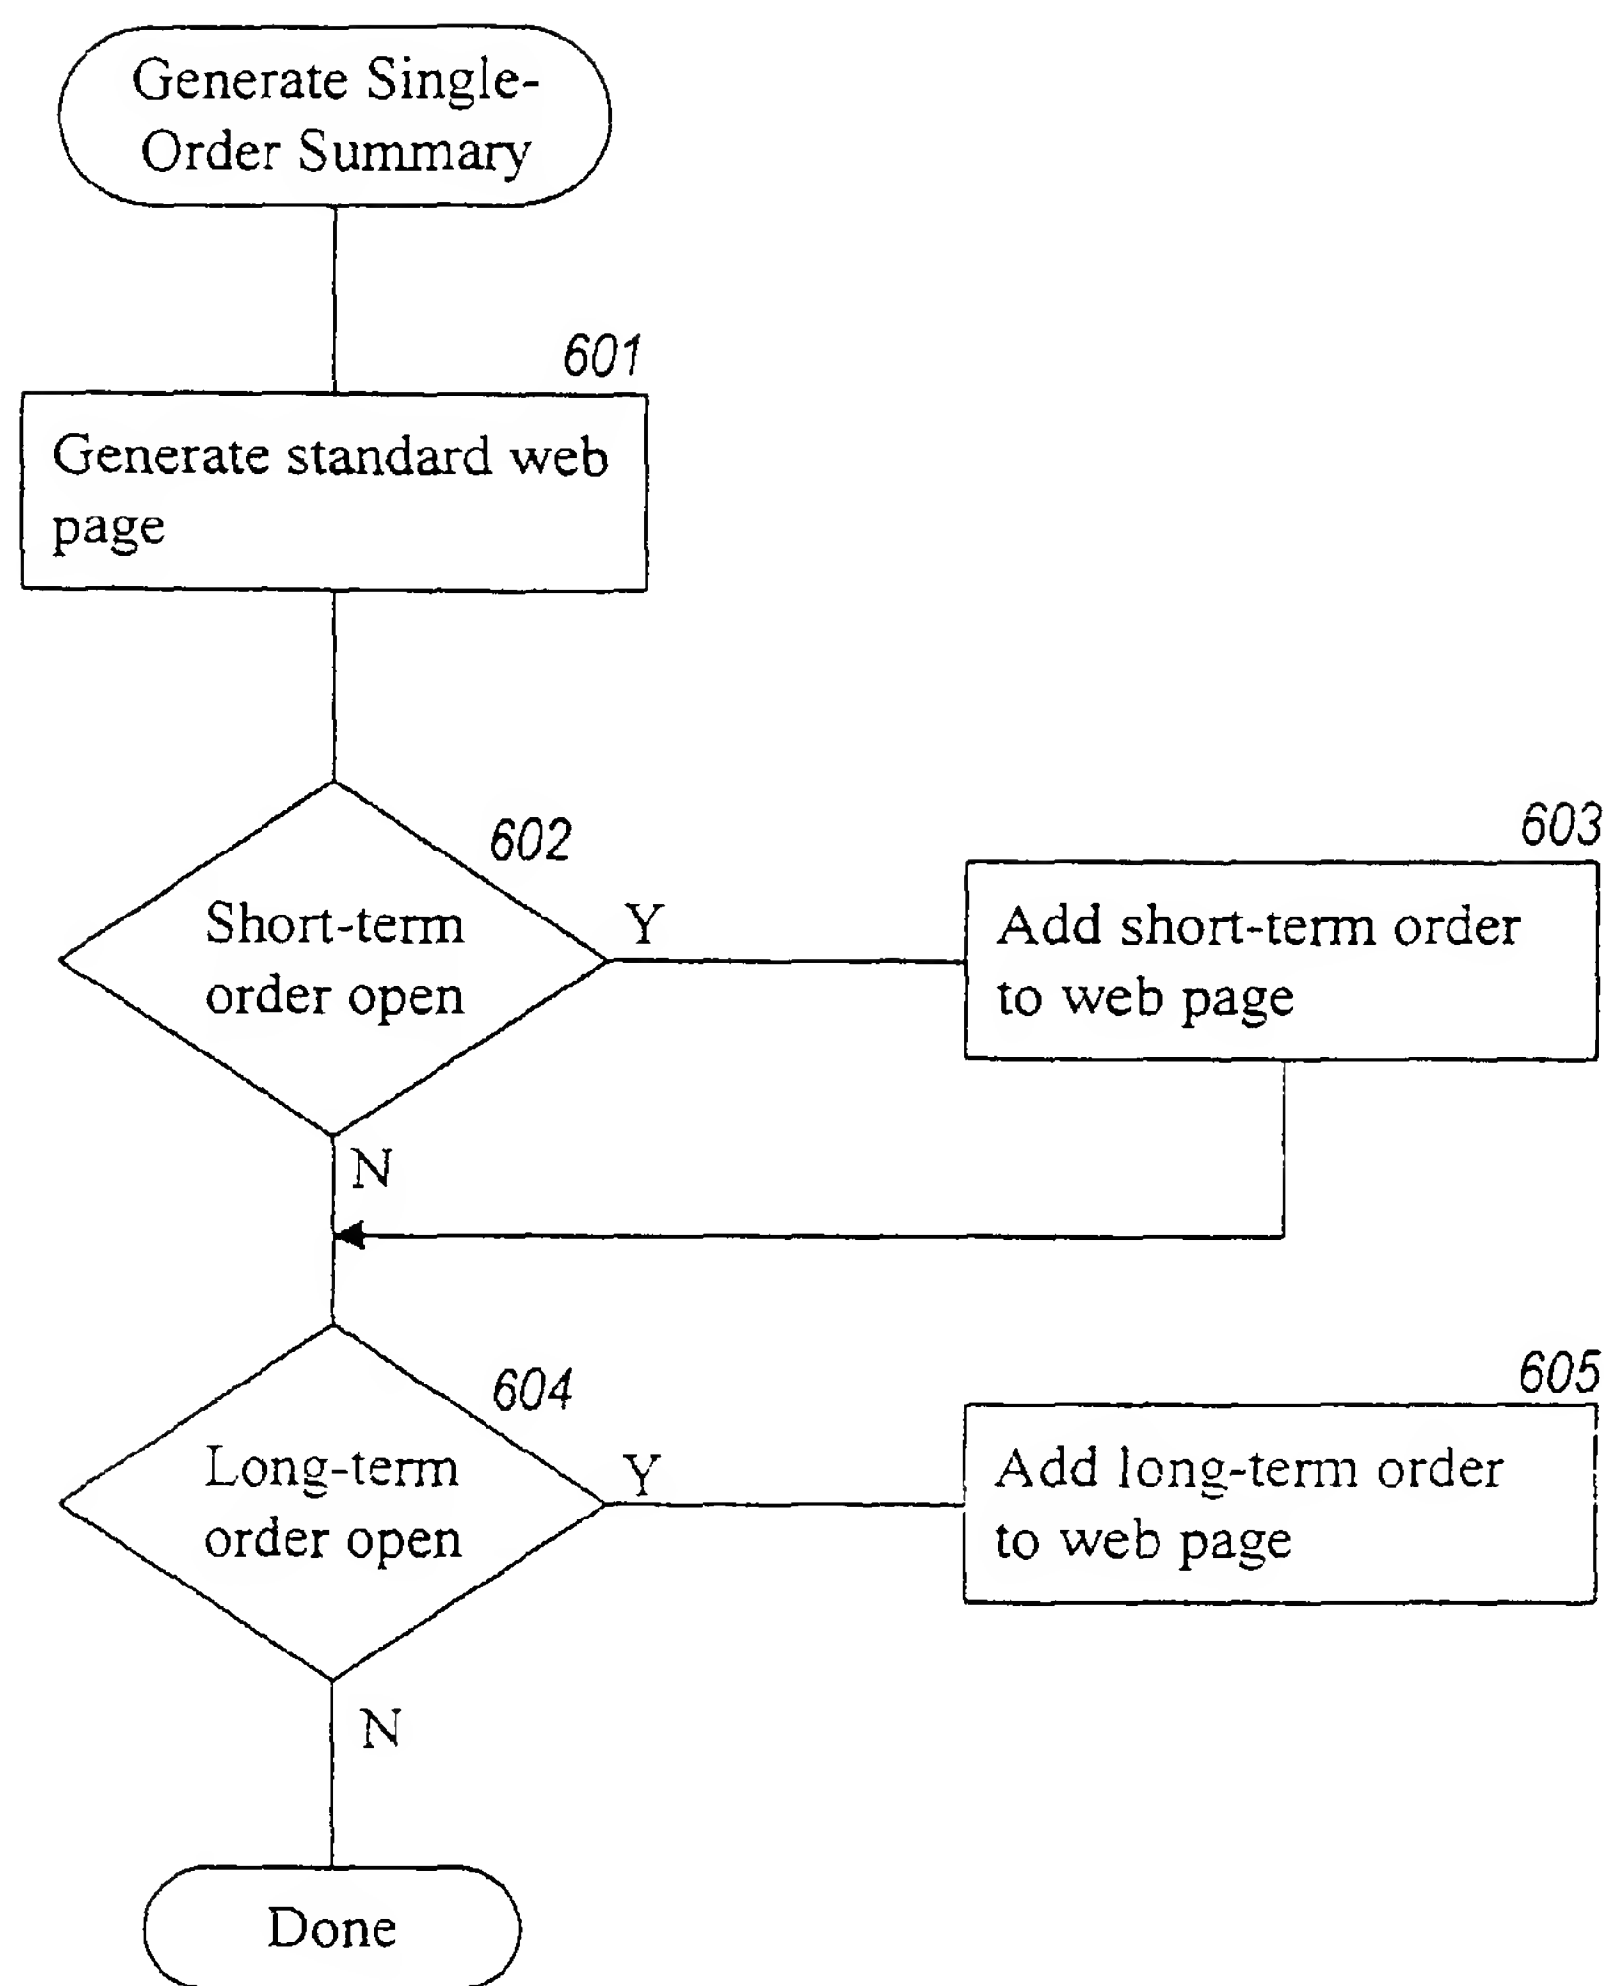 Generate Single-
Order Summary
601
Generate standard web
page
602
Short-term
order open
Y
603
Add short-term order
to web page
N
604
Long-term
order open
Y
605
Add long-term order
to web page
N
Done